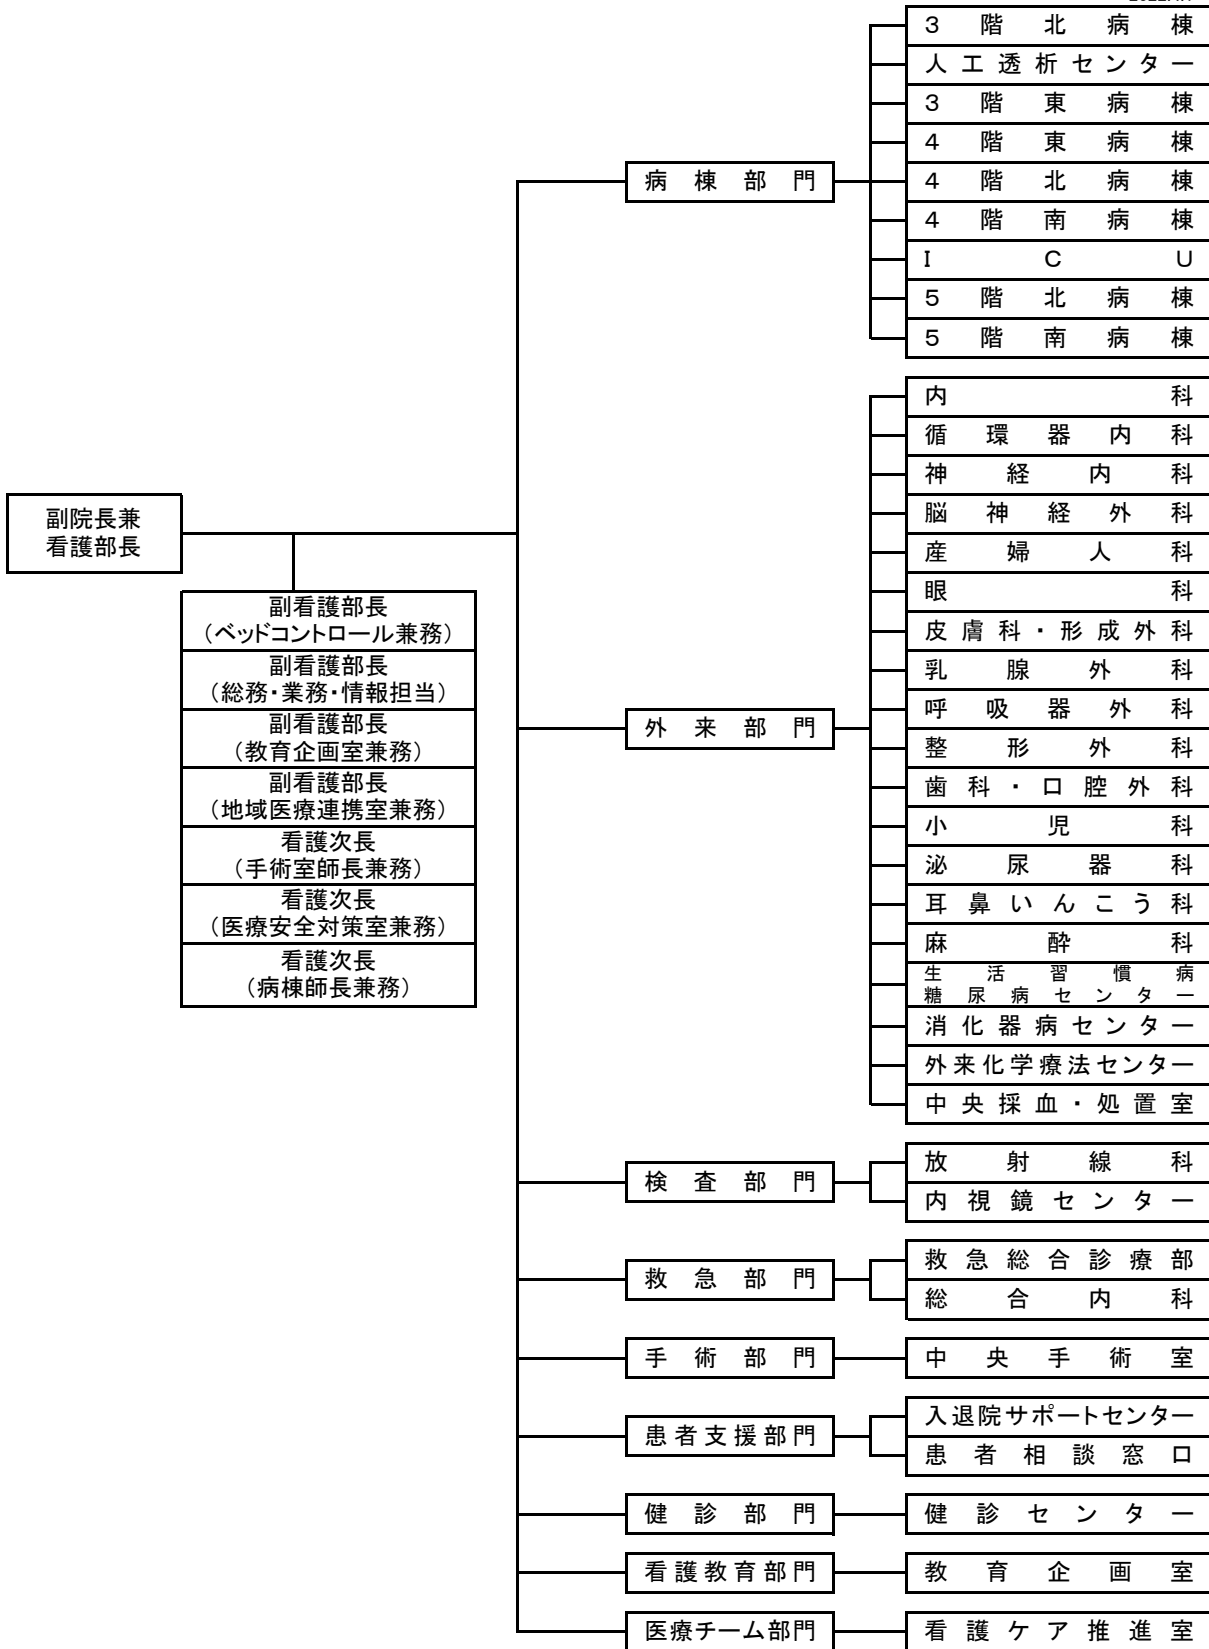 副院長兼
看護部長
副看護部長
（ベッドコントロール兼務）
副看護部長
（総務・業務・情報担当）
副看護部長
（教育企画室兼務）
副看護部長
（地域医療連携室兼務）
看護次長
（手術室師長兼務）
看護次長
（医療安全対策室兼務）
看護次長
（病棟師長兼務）
病棟部門
3階北病棟
人工透析センター
3階東病棟
4階東病棟
4階北病棟
4階南病棟
ICU
5階北病棟
5階南病棟
外来部門
内科
循環器内科
神経内科
脳神経外科
産婦人科
眼科
皮膚科・形成外科
乳腺外科
呼吸器外科
整形外科
歯科・口腔外科
小児科
泌尿器科
耳鼻いんこう科
麻酔科
生活習慣病
糖尿病センター
消化器病センター
外来化学療法センター
中央採血・処置室
検査部門
放射線科
内視鏡センター
救急部門
救急総合診療部
総合内科
手術部門
中央手術室
患者支援部門
入退院サポートセンター
患者相談窓口
健診部門
健診センター
看護教育部門
教育企画室
医療チーム部門
看護ケア推進室